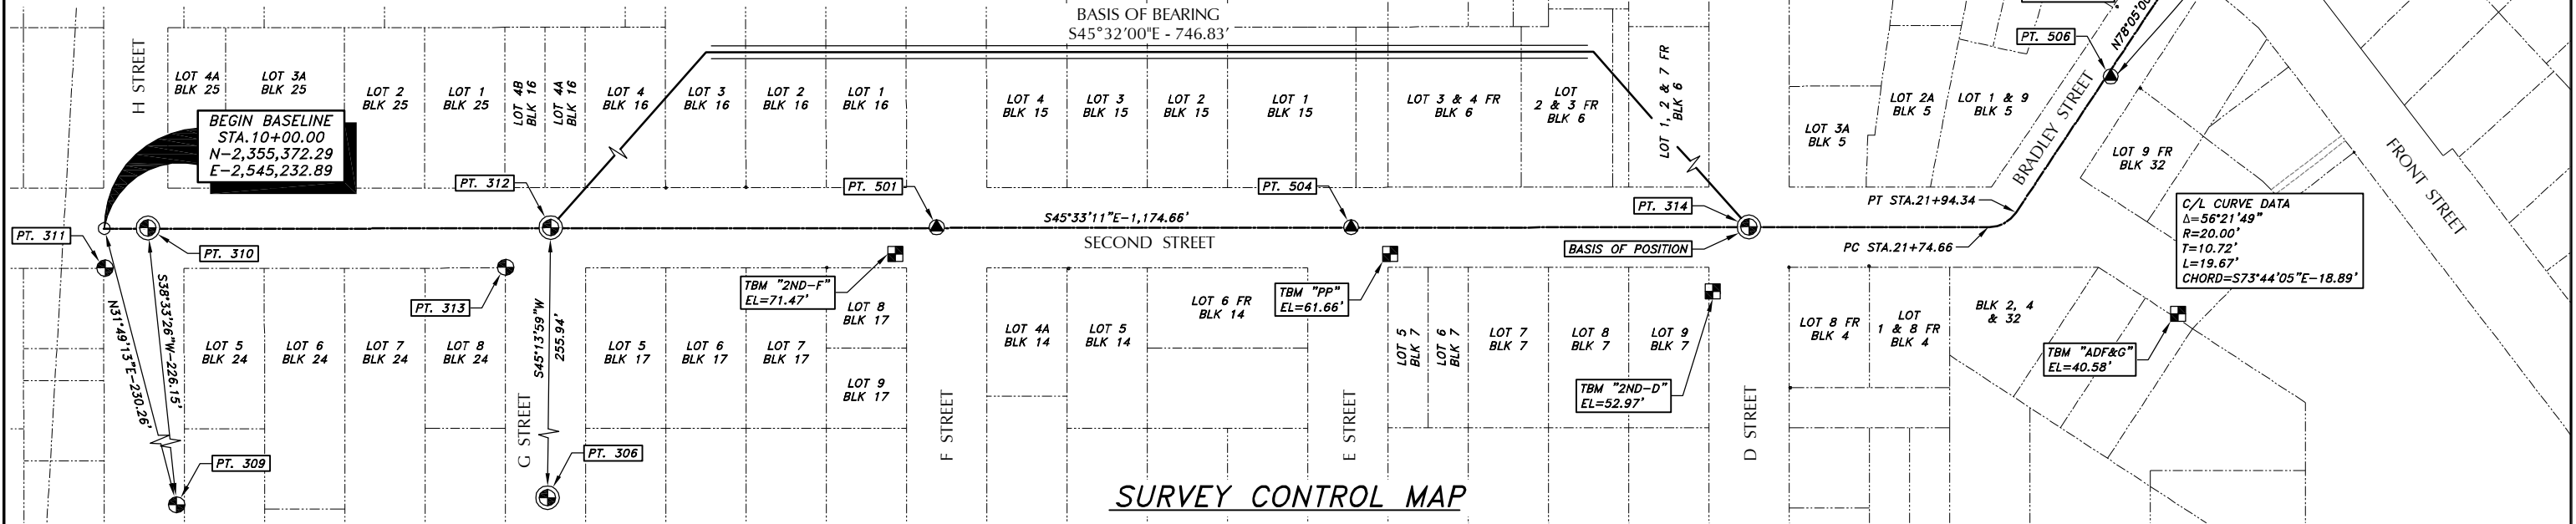 BASIS OF BEARING
S45°32'00"E - 746.83'
H STREET
LOT 4A
BLK 25
LOT 3A
BLK 25
LOT 2
BLK 25
LOT 1
BLK 25
LOT 4B
BLK 16
LOT 4A
BLK 16
LOT 4
BLK 16
LOT 3
BLK 16
LOT 2
BLK 16
LOT 1
BLK 16
LOT 4
BLK 15
LOT 3
BLK 15
LOT 2
BLK 15
LOT 1
BLK 15
LOT 3 & 4 FR
BLK 6
LOT
2 & 3 FR
BLK 6
LOT 1, 2 & 7 FR
BLK 6
LOT 3A
BLK 5
LOT 2A
BLK 5
LOT 1 & 9
BLK 5
PT. 506
N78°05'00
BRADLEY STREET
LOT 9 FR
BLK 32
FRONT STREET
BEGIN BASELINE
STA.10+00.00
N-2,355,372.29
E-2,545,232.89
PT. 312
PT. 501
PT. 504
PT. 314
PT STA.21+94.34
C/L CURVE DATA
Δ=56°21'49"
R=20.00'
T=10.72'
L=19.67'
CHORD=S73°44'05"E-18.89'
PT. 311
PT. 310
S45°33'11"E-1,174.66'
SECOND STREET
BASIS OF POSITION
PC STA.21+74.66
N31°49'13"E-230.26'
S38°33'26"W-226.15'
PT. 313
S45°13'59"W
255.94'
TBM "2ND-F"
EL=71.47'
LOT 8
BLK 17
TBM "PP"
EL=61.66'
LOT 6 FR
BLK 14
LOT 5
BLK 24
LOT 6
BLK 24
LOT 7
BLK 24
LOT 8
BLK 24
LOT 5
BLK 17
LOT 6
BLK 17
LOT 7
BLK 17
LOT 9
BLK 17
LOT 4A
BLK 14
LOT 5
BLK 14
LOT 5
BLK 7
LOT 6
BLK 7
LOT 7
BLK 7
LOT 8
BLK 7
LOT 9
BLK 7
TBM "2ND-D"
EL=52.97'
LOT 8 FR
BLK 4
LOT
1 & 8 FR
BLK 4
BLK 2, 4
& 32
TBM "ADF&G"
EL=40.58'
G STREET
F STREET
E STREET
D STREET
PT. 309
PT. 306
SURVEY CONTROL MAP